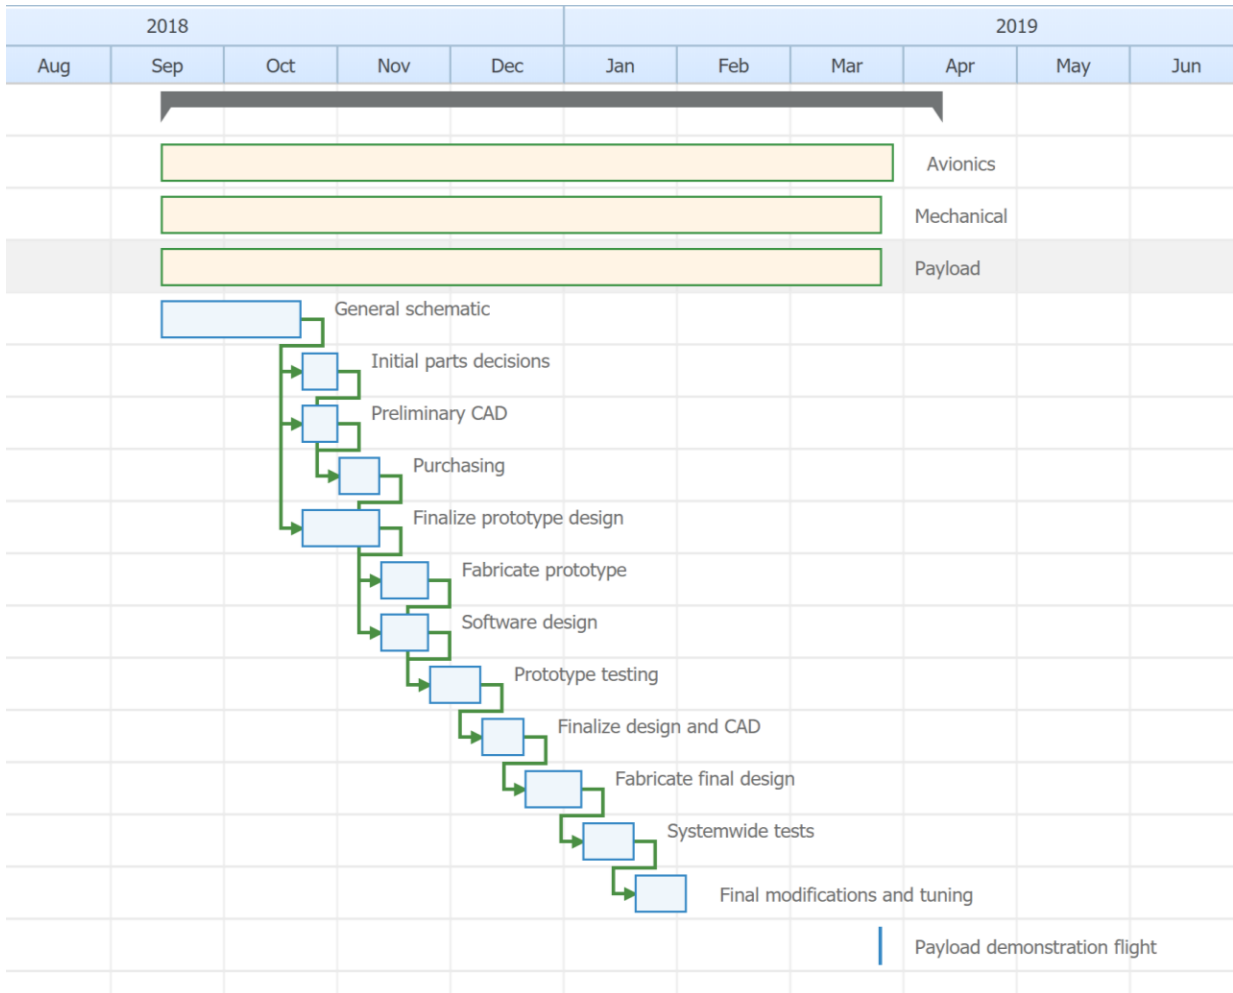 2018 2019
Aug Sep Oct Nov Dec Jan Feb Mar Apr May Jun
Avionics
Mechanical
Payload
General schematic
Initial parts decisions
Preliminary CAD
Purchasing
Finalize prototype design
Fabricate prototype
Software design
Prototype testing
Finalize design and CAD
Fabricate final design
Systemwide tests
Final modifications and tuning
Payload demonstration flight